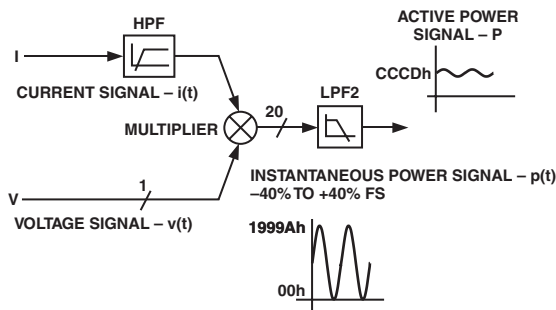 HPF
I
CURRENT SIGNAL – i(t)
MULTIPLIER
20
LPF2
ACTIVE POWER
SIGNAL – P
CCCDh
V
1
VOLTAGE SIGNAL – v(t)
INSTANTANEOUS POWER SIGNAL – p(t)
–40% TO +40% FS
1999Ah
00h